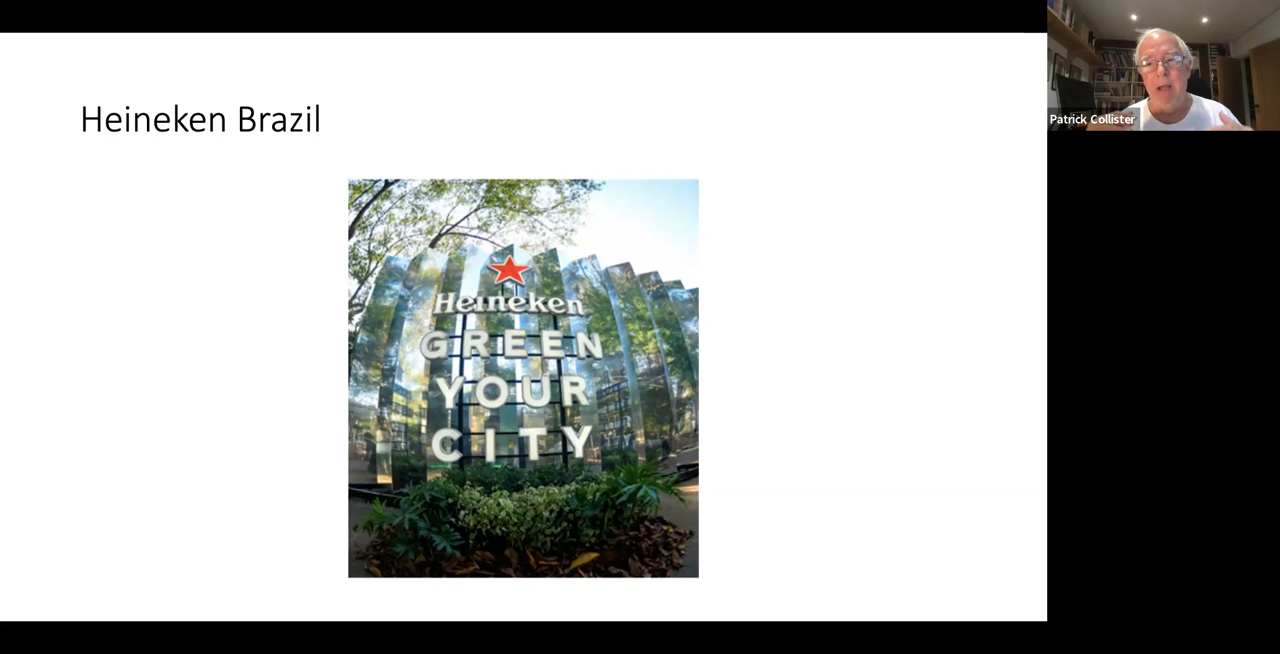 Heineken Brazil
Patrick Collister
Heineken
GREEN
YOUR
CITY